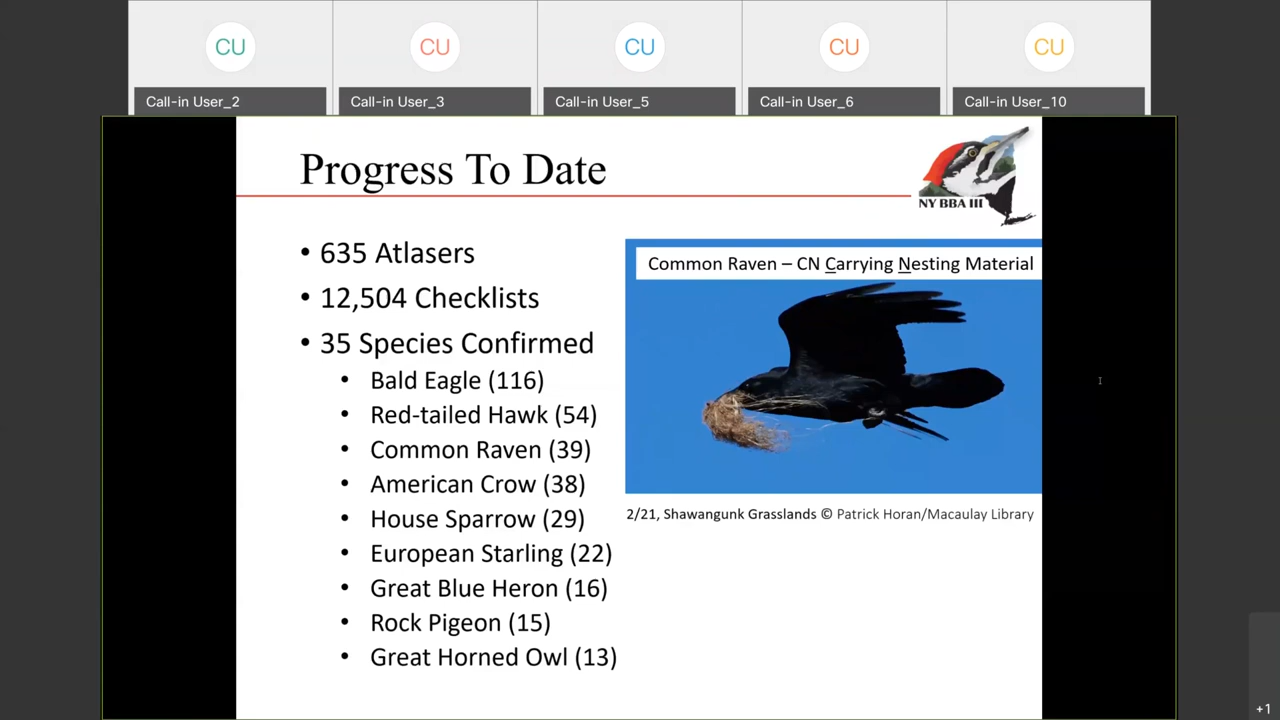 CU
CU
CU
CU
CU
Call-in User_2
Call-in User_3
Call-in User_5
Call-in User_6
Call-in User_10
Progress To Date
NY BBA III
• 635 Atlasers
• 12,504 Checklists
• 35 Species Confirmed
• Bald Eagle (116)
• Red-tailed Hawk (54)
• Common Raven (39)
• American Crow (38)
• House Sparrow (29)
• European Starling (22)
• Great Blue Heron (16)
• Rock Pigeon (15)
• Great Horned Owl (13)
Common Raven – CN Carrying Nesting Material
2/21, Shawangunk Grasslands © Patrick Horan/Macaulay Library
+1